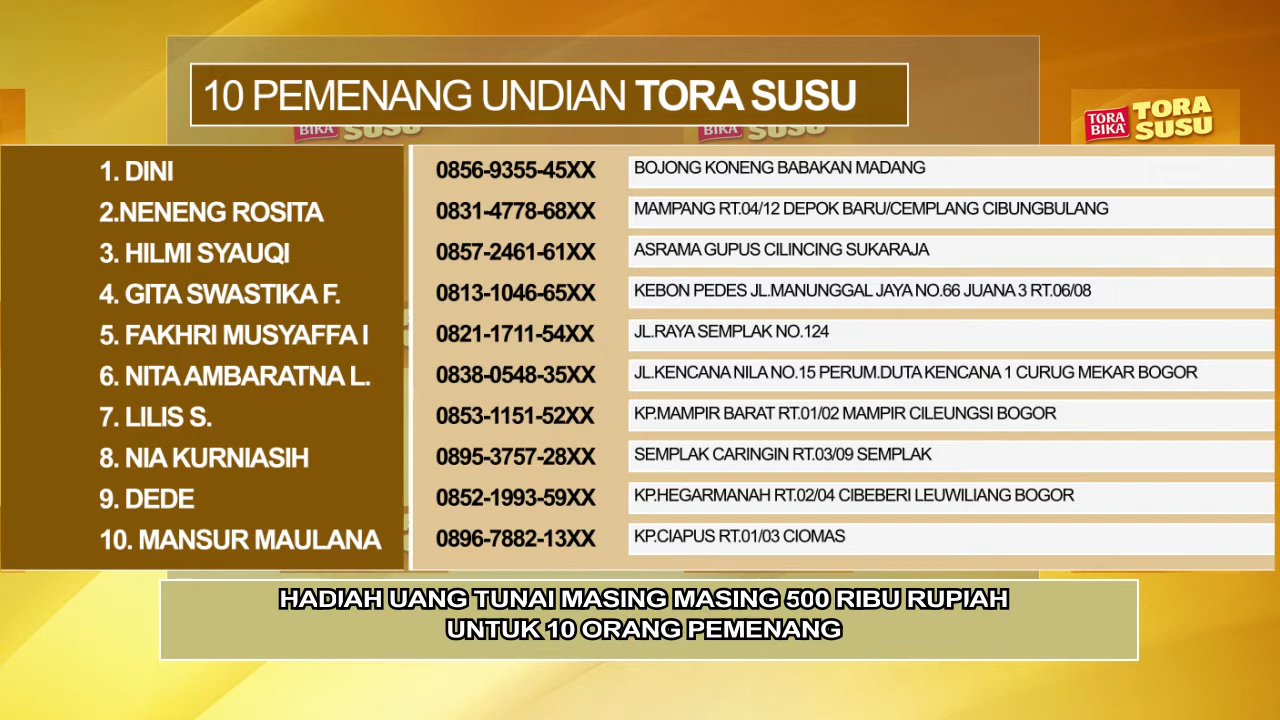 10 PEMENANG UNDIAN TORA SUSU
BIKA SUSU
BIKA SUSU
TORA BIKA TORA SUSU
1. DINI 0856-9355-45XX BOJONG KONENG BABAKAN MADANG
2.NENENG ROSITA 0831-4778-68XX MAMPANG RT.04/12 DEPOK BARU/CEMPLANG CIBUNGBULANG
3. HILMI SYAUQI 0857-2461-61XX ASRAMA GUPUS CILINCING SUKARAJA
4. GITA SWASTIKA F. 0813-1046-65XX KEBON PEDES JL.MANUNGGAL JAYA NO.66 JUANA 3 RT.06/08
5. FAKHRI MUSYAFFA I 0821-1711-54XX JL.RAYA SEMPLAK NO.124
6. NITA AMBARATNA L. 0838-0548-35XX JL.KENCANA NILA NO.15 PERUM.DUTA KENCANA 1 CURUG MEKAR BOGOR
7. LILIS S. 0853-1151-52XX KP.MAMPIR BARAT RT.01/02 MAMPIR CILEUNGSI BOGOR
8. NIA KURNIASIH 0895-3757-28XX SEMPLAK CARINGIN RT.03/09 SEMPLAK
9. DEDE 0852-1993-59XX KP.HEGARMANAH RT.02/04 CIBEBERI LEUWILIANG BOGOR
10. MANSUR MAULANA 0896-7882-13XX KP.CIAPUS RT.01/03 CIOMAS
HADIAH UANG TUNAI MASING MASING 500 RIBU RUPIAH
UNTUK 10 ORANG PEMENANG